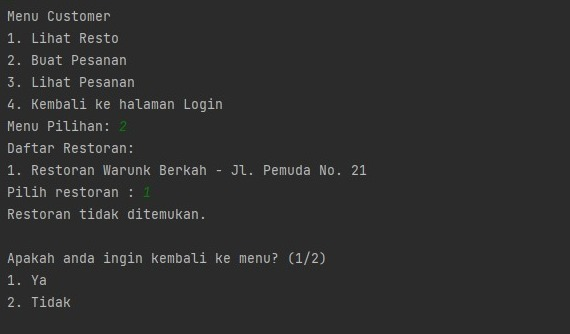 Menu Customer
1. Lihat Resto
2. Buat Pesanan
3. Lihat Pesanan
4. Kembali ke halaman Login
Menu Pilihan: 2
Daftar Restoran:
1. Restoran Warunk Berkah - Jl. Pemuda No. 21
Pilih restoran : 1
Restoran tidak ditemukan.

Apakah anda ingin kembali ke menu? (1/2)
1. Ya
2. Tidak